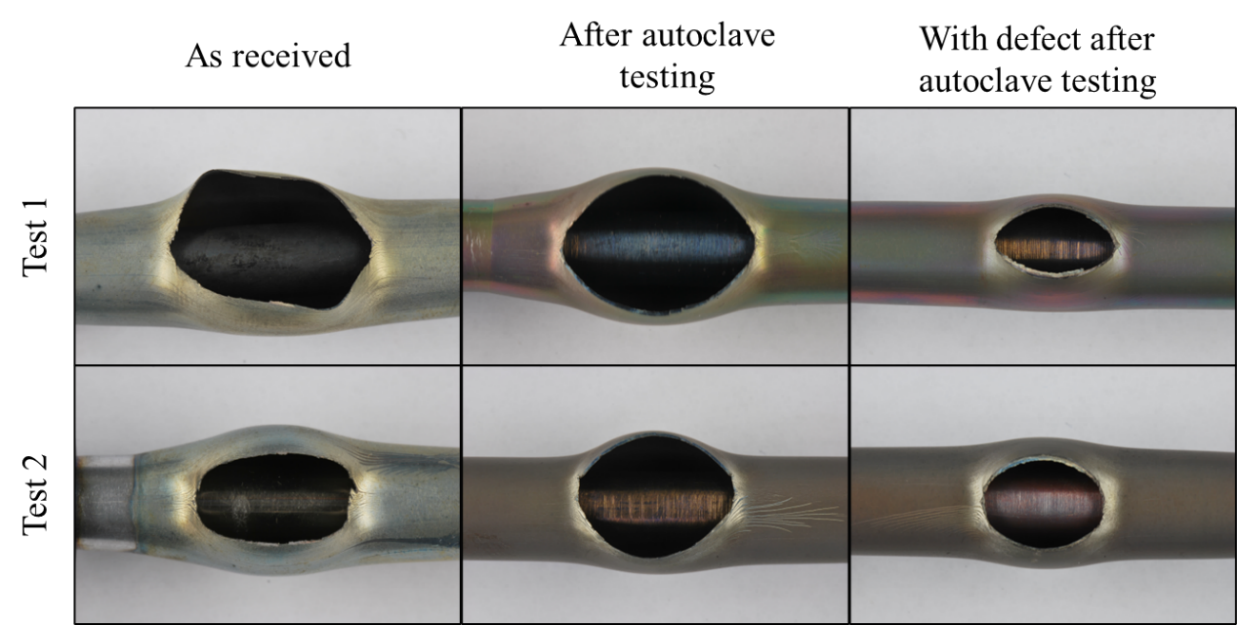 As received
After autoclave
testing
With defect after
autoclave testing
Test 1
Test 2